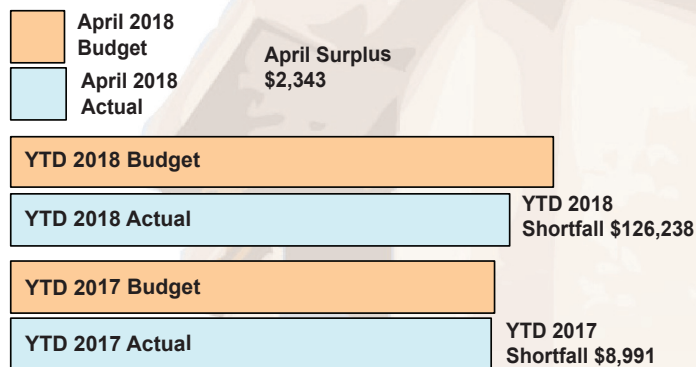 April 2018
Budget
April Surplus
$2,343
April 2018
Actual
YTD 2018 Budget
YTD 2018 Actual
YTD 2018
Shortfall $126,238
YTD 2017 Budget
YTD 2017 Actual
YTD 2017
Shortfall $8,991